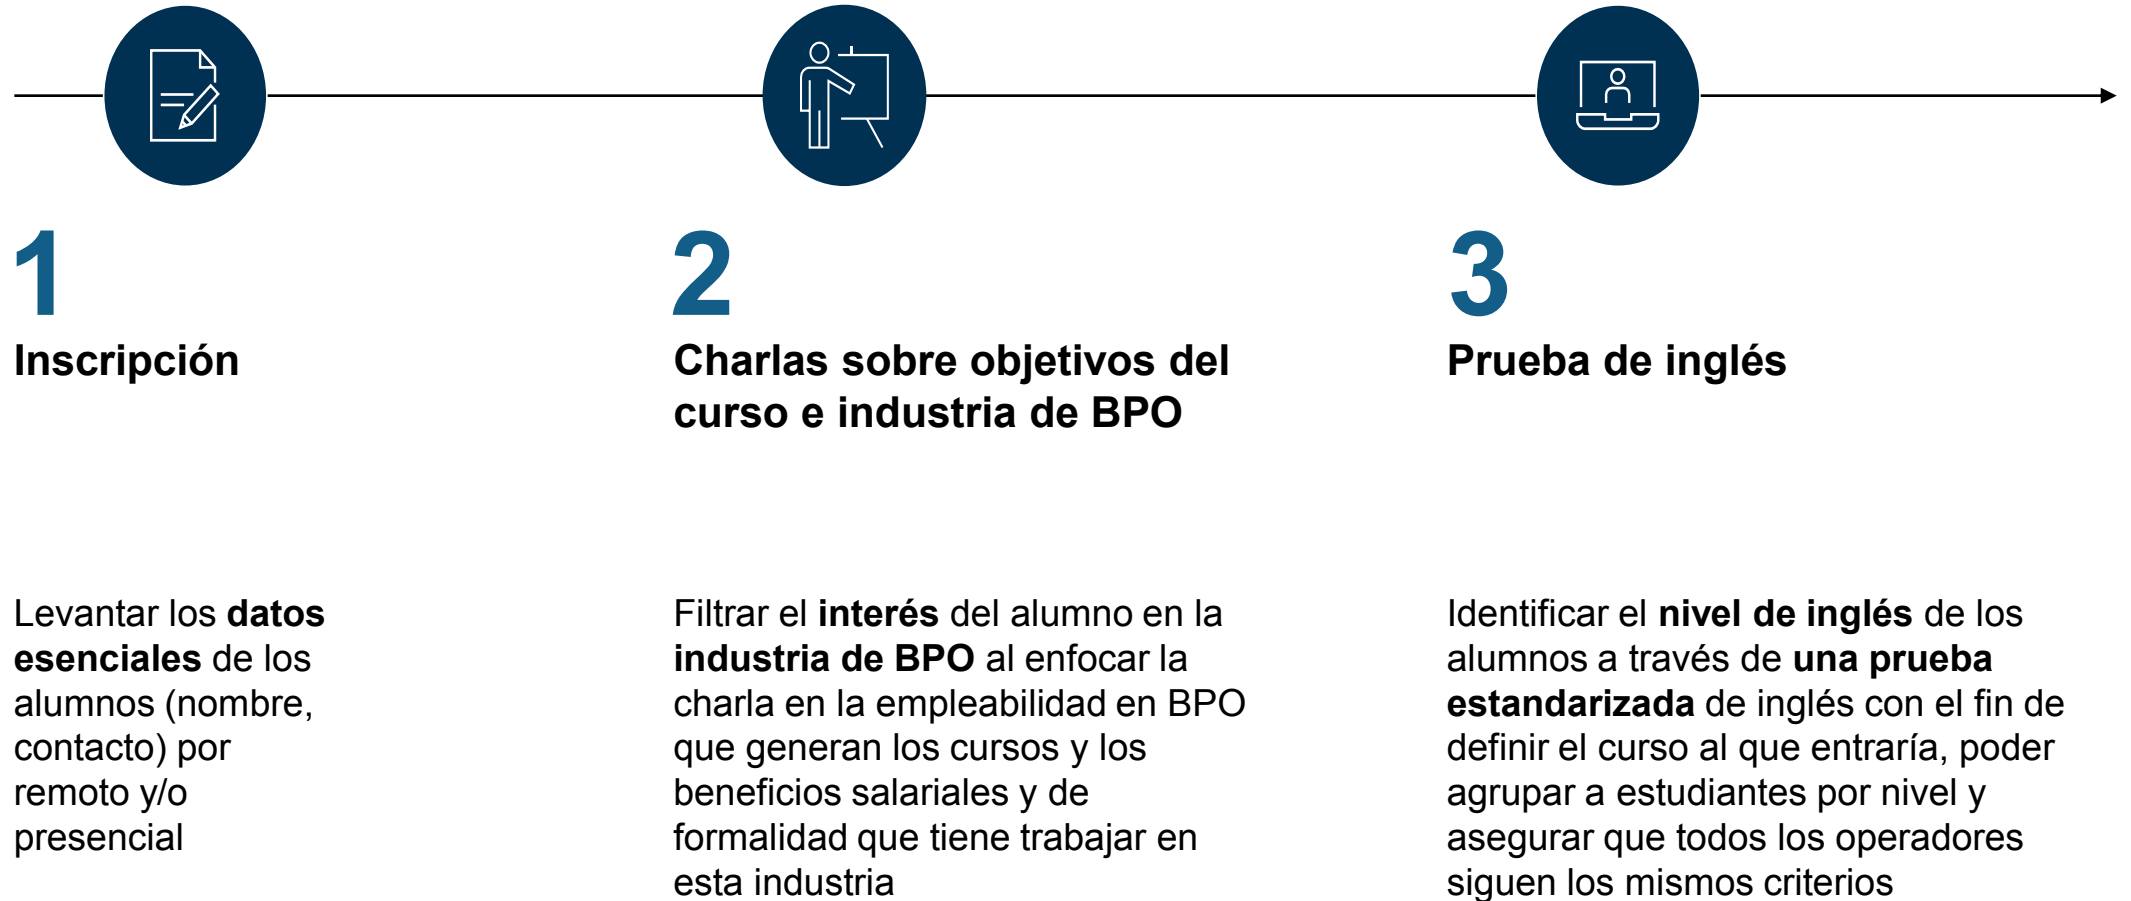 1
Inscripción
Levantar los datos
esenciales de los
alumnos (nombre,
contacto) por
remoto y/o
presencial
2
Charlas sobre objetivos del
curso e industria de BPO
Filtrar el interés del alumno en la
industria de BPO al enfocar la
charla en la empleabilidad en BPO
que generan los cursos y los
beneficios salariales y de
formalidad que tiene trabajar en
esta industria
3
Prueba de inglés
Identificar el nivel de inglés de los
alumnos a través de una prueba
estandarizada de inglés con el fin de
definir el curso al que entraría, poder
agrupar a estudiantes por nivel y
asegurar que todos los operadores
siguen los mismos criterios